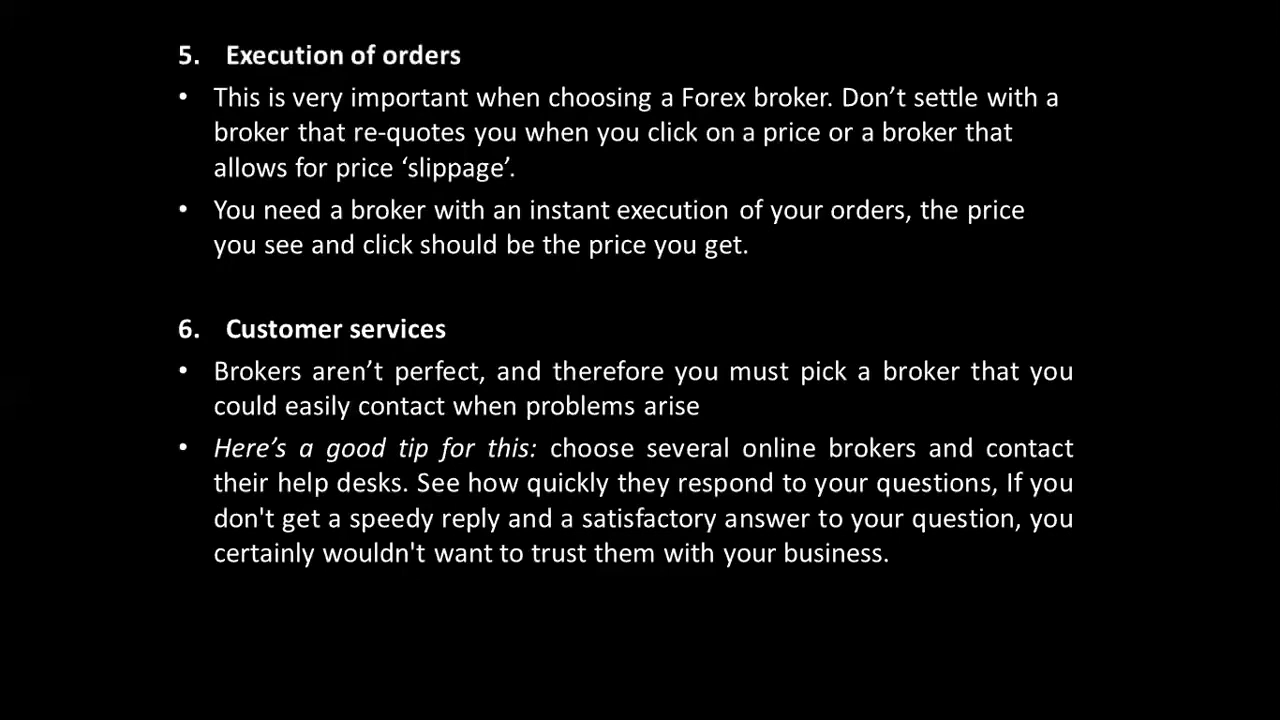 5. Execution of orders
• This is very important when choosing a Forex broker. Don’t settle with a
broker that re-quotes you when you click on a price or a broker that
allows for price ‘slippage’.
• You need a broker with an instant execution of your orders, the price
you see and click should be the price you get.
6. Customer services
• Brokers aren’t perfect, and therefore you must pick a broker that you
could easily contact when problems arise
• Here’s a good tip for this: choose several online brokers and contact
their help desks. See how quickly they respond to your questions, If you
don't get a speedy reply and a satisfactory answer to your question, you
certainly wouldn't want to trust them with your business.